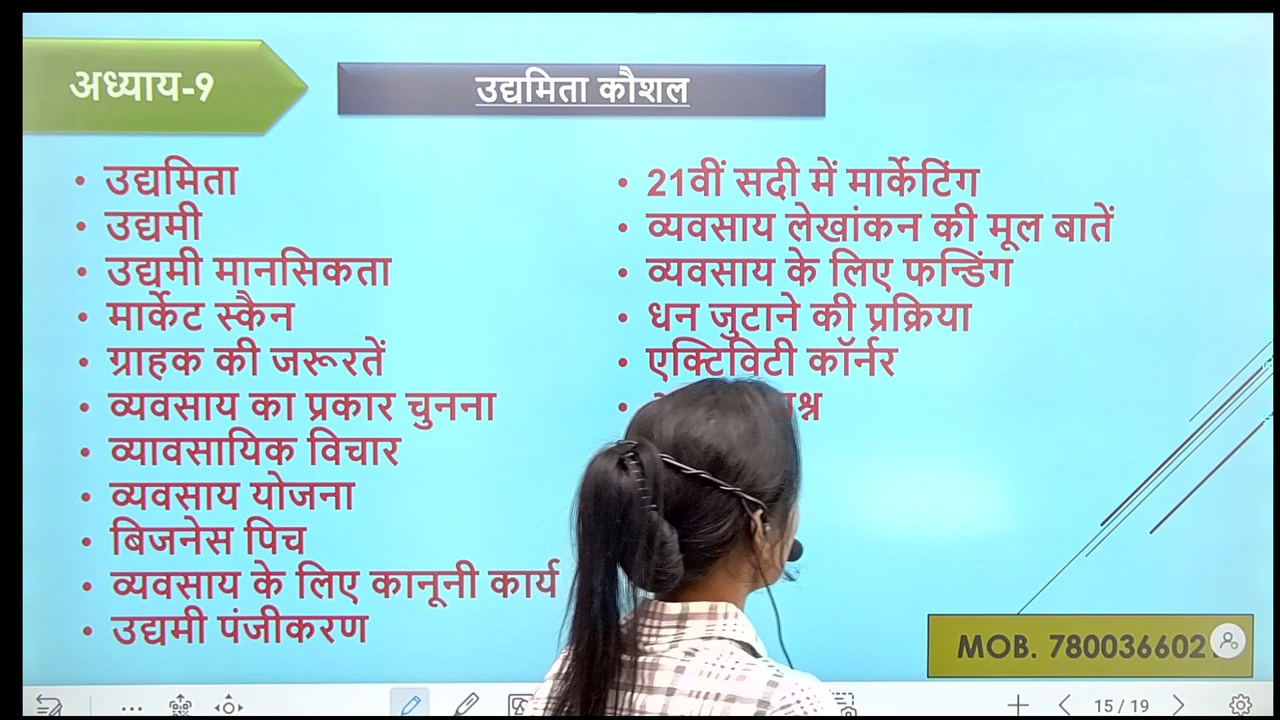 अध्याय-९
उद्यमिता कौशल
• उद्यमिता
• उद्यमी
• उद्यमी मानसिकता
• मार्केट स्कैन
• ग्राहक की जरूरतें
• व्यवसाय का प्रकार चुनना
• व्यावसायिक विचार
• व्यवसाय योजना
• बिजनेस पिच
• व्यवसाय के लिए कानूनी कार्य
• उद्यमी पंजीकरण
• 21वीं सदी में मार्केटिंग
• व्यवसाय लेखांकन की मूल बातें
• व्यवसाय के लिए फन्डिंग
• धन जुटाने की प्रक्रिया
• एक्टिविटी कॉर्नर
MOB. 780036602
15 / 19